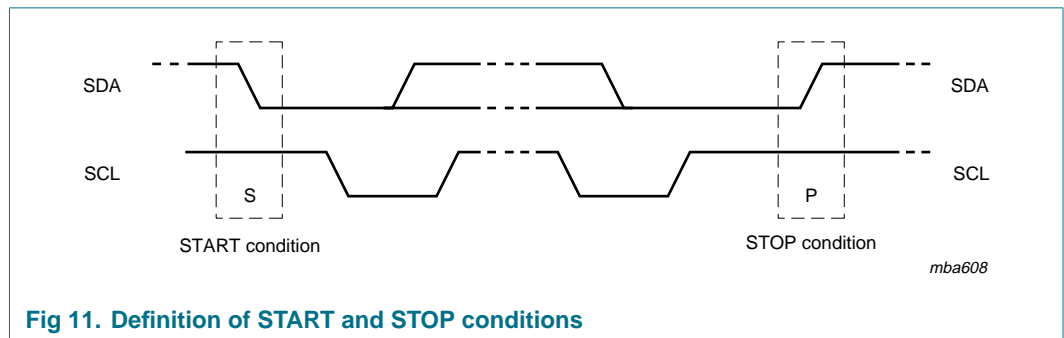 SDA
SDA
SCL
SCL
S
P
START condition
STOP condition
mba608
Fig 11. Definition of START and STOP conditions